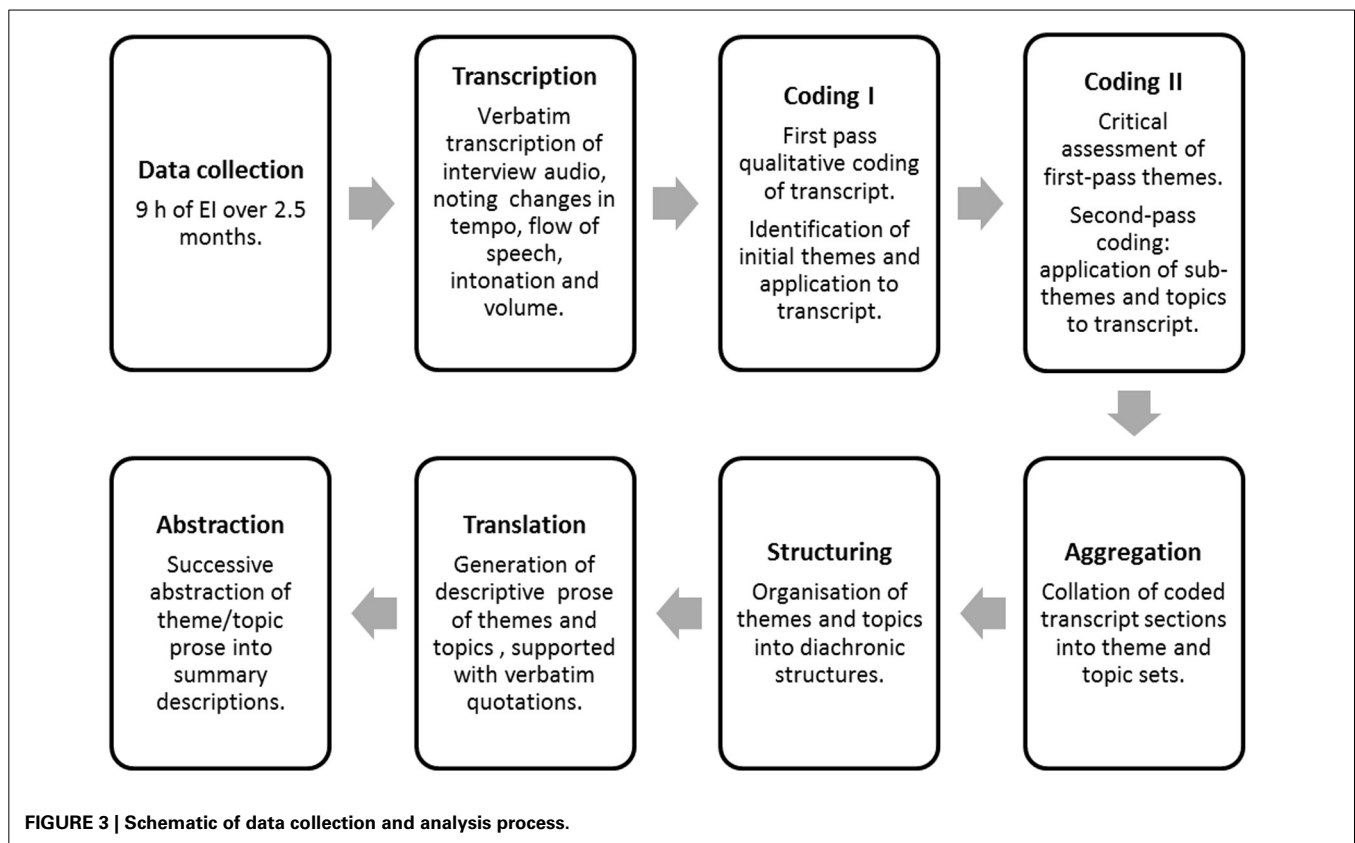 Data collection
9 h of EI over 2.5
months.
Transcription
Verbatim
transcription of
interview audio,
noting changes in
tempo, flow of
speech,
intonation and
volume.
Coding I
First pass
qualitative coding
of transcript.
Identification of
initial themes and
application to
transcript.
Coding II
Critical
assessment of
first-pass themes.
Second-pass
coding:
application of sub-
themes and topics
to transcript.
Aggregation
Collation of coded
transcript sections
into theme and
topic sets.
Structuring
Organisation of
themes and topics
into diachronic
structures.
Translation
Generation of
descriptive prose
of themes and
topics , supported
with verbatim
quotations.
Abstraction
Successive
abstraction of
theme/topic
prose into
summary
descriptions.
FIGURE 3 | Schematic of data collection and analysis process.